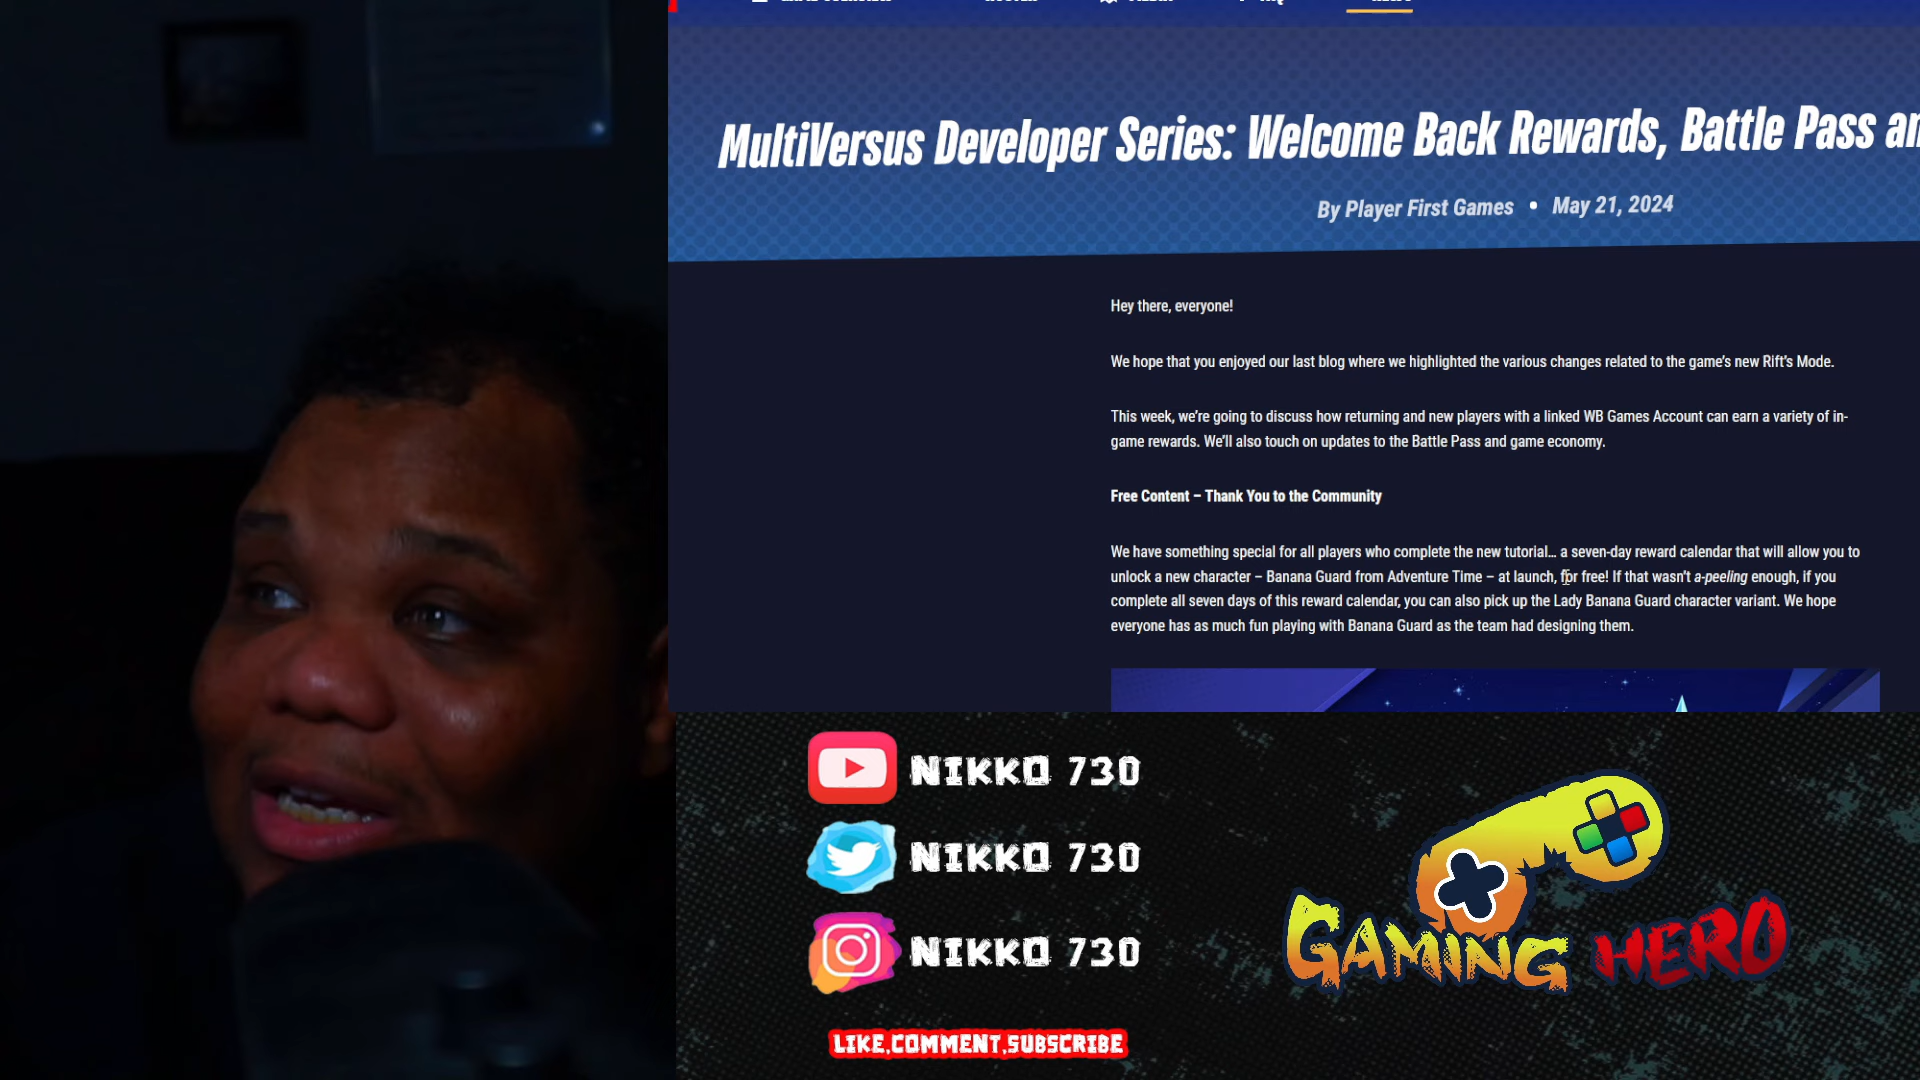 MultiVersus Developer Series: Welcome Back Rewards, Battle Pass an
By Player First Games • May 21, 2024
Hey there, everyone!
We hope that you enjoyed our last blog where we highlighted the various changes related to the game's new Rift's Mode.
This week, we're going to discuss how returning and new players with a linked WB Games Account can earn a variety of in-
game rewards. We'll also touch on updates to the Battle Pass and game economy.
Free Content – Thank You to the Community
We have something special for all players who complete the new tutorial… a seven-day reward calendar that will allow you to
unlock a new character – Banana Guard from Adventure Time – at launch, for free! If that wasn't a-peeling enough, if you
complete all seven days of this reward calendar, you can also pick up the Lady Banana Guard character variant. We hope
everyone has as much fun playing with Banana Guard as the team had designing them.
NIKKO 730
NIKKO 730
NIKKO 730
GAMING HERO
LIKE,COMMENT,SUBSCRIBE